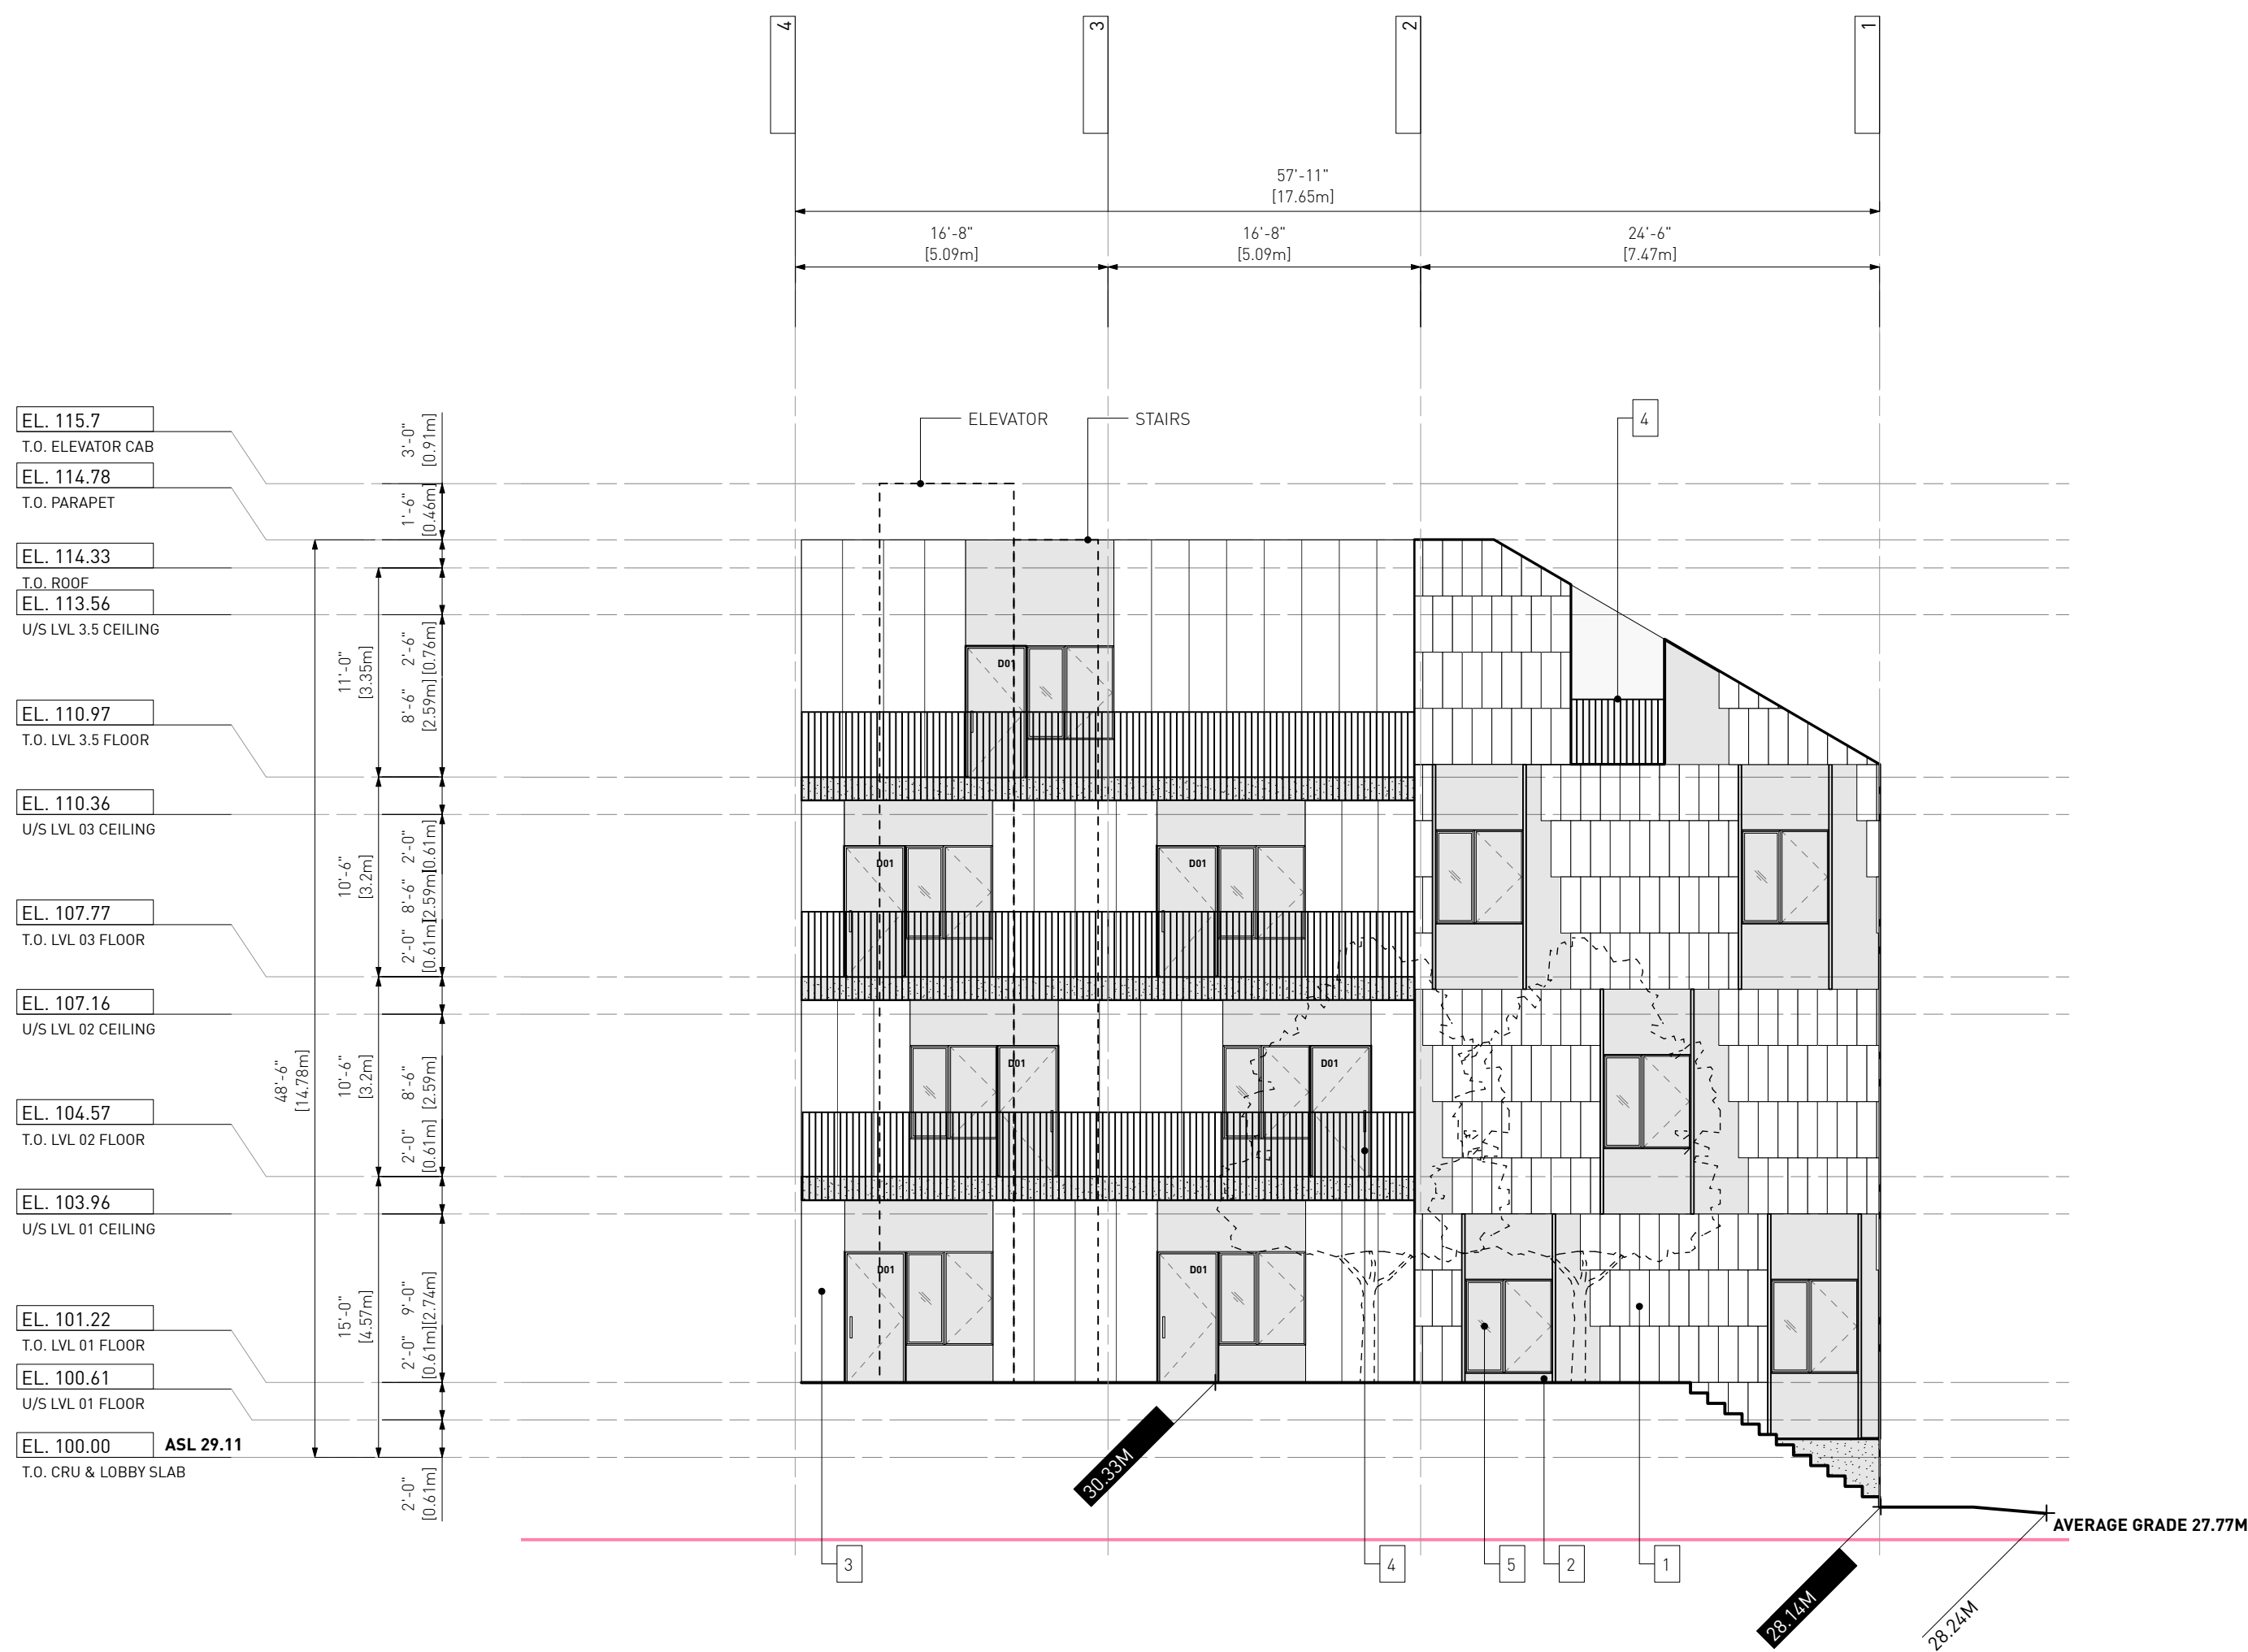 4
3
2
1
57'-11"
[17.65m]
16'-8"
[5.09m]
16'-8"
[5.09m]
24'-6"
[7.47m]
ELEVATOR
STAIRS
4
EL. 115.7
T.O. ELEVATOR CAB
EL. 114.78
T.O. PARAPET
EL. 114.33
T.O. ROOF
EL. 113.56
U/S LVL 3.5 CEILING
EL. 110.97
T.O. LVL 3.5 FLOOR
EL. 110.36
U/S LVL 03 CEILING
EL. 107.77
T.O. LVL 03 FLOOR
EL. 107.16
U/S LVL 02 CEILING
EL. 104.57
T.O. LVL 02 FLOOR
EL. 103.96
U/S LVL 01 CEILING
EL. 101.22
T.O. LVL 01 FLOOR
EL. 100.61
U/S LVL 01 FLOOR
EL. 100.00
ASL 29.11
T.O. CRU & LOBBY SLAB
48'-6"
[14.78m]
11'-0"
[3.35m]
10'-6"
[3.2m]
10'-6"
[3.2m]
15'-0"
[4.57m]
3'-0"
[0.91m]
1'-6"
[0.46m]
2'-6"
[0.76m]
8'-6"
[2.59m]
2'-0"
[0.61m]
8'-6"
[2.59m]
2'-0"
[0.61m]
8'-6"
[2.59m]
2'-0"
[0.61m]
9'-0"
[2.74m]
2'-0"
[0.61m]
2'-0"
[0.61m]
D01
D01
D01
D01
D01
D01
D01
30.33M
28.14M
28.24M
AVERAGE GRADE 27.77M
3
4
5
2
1